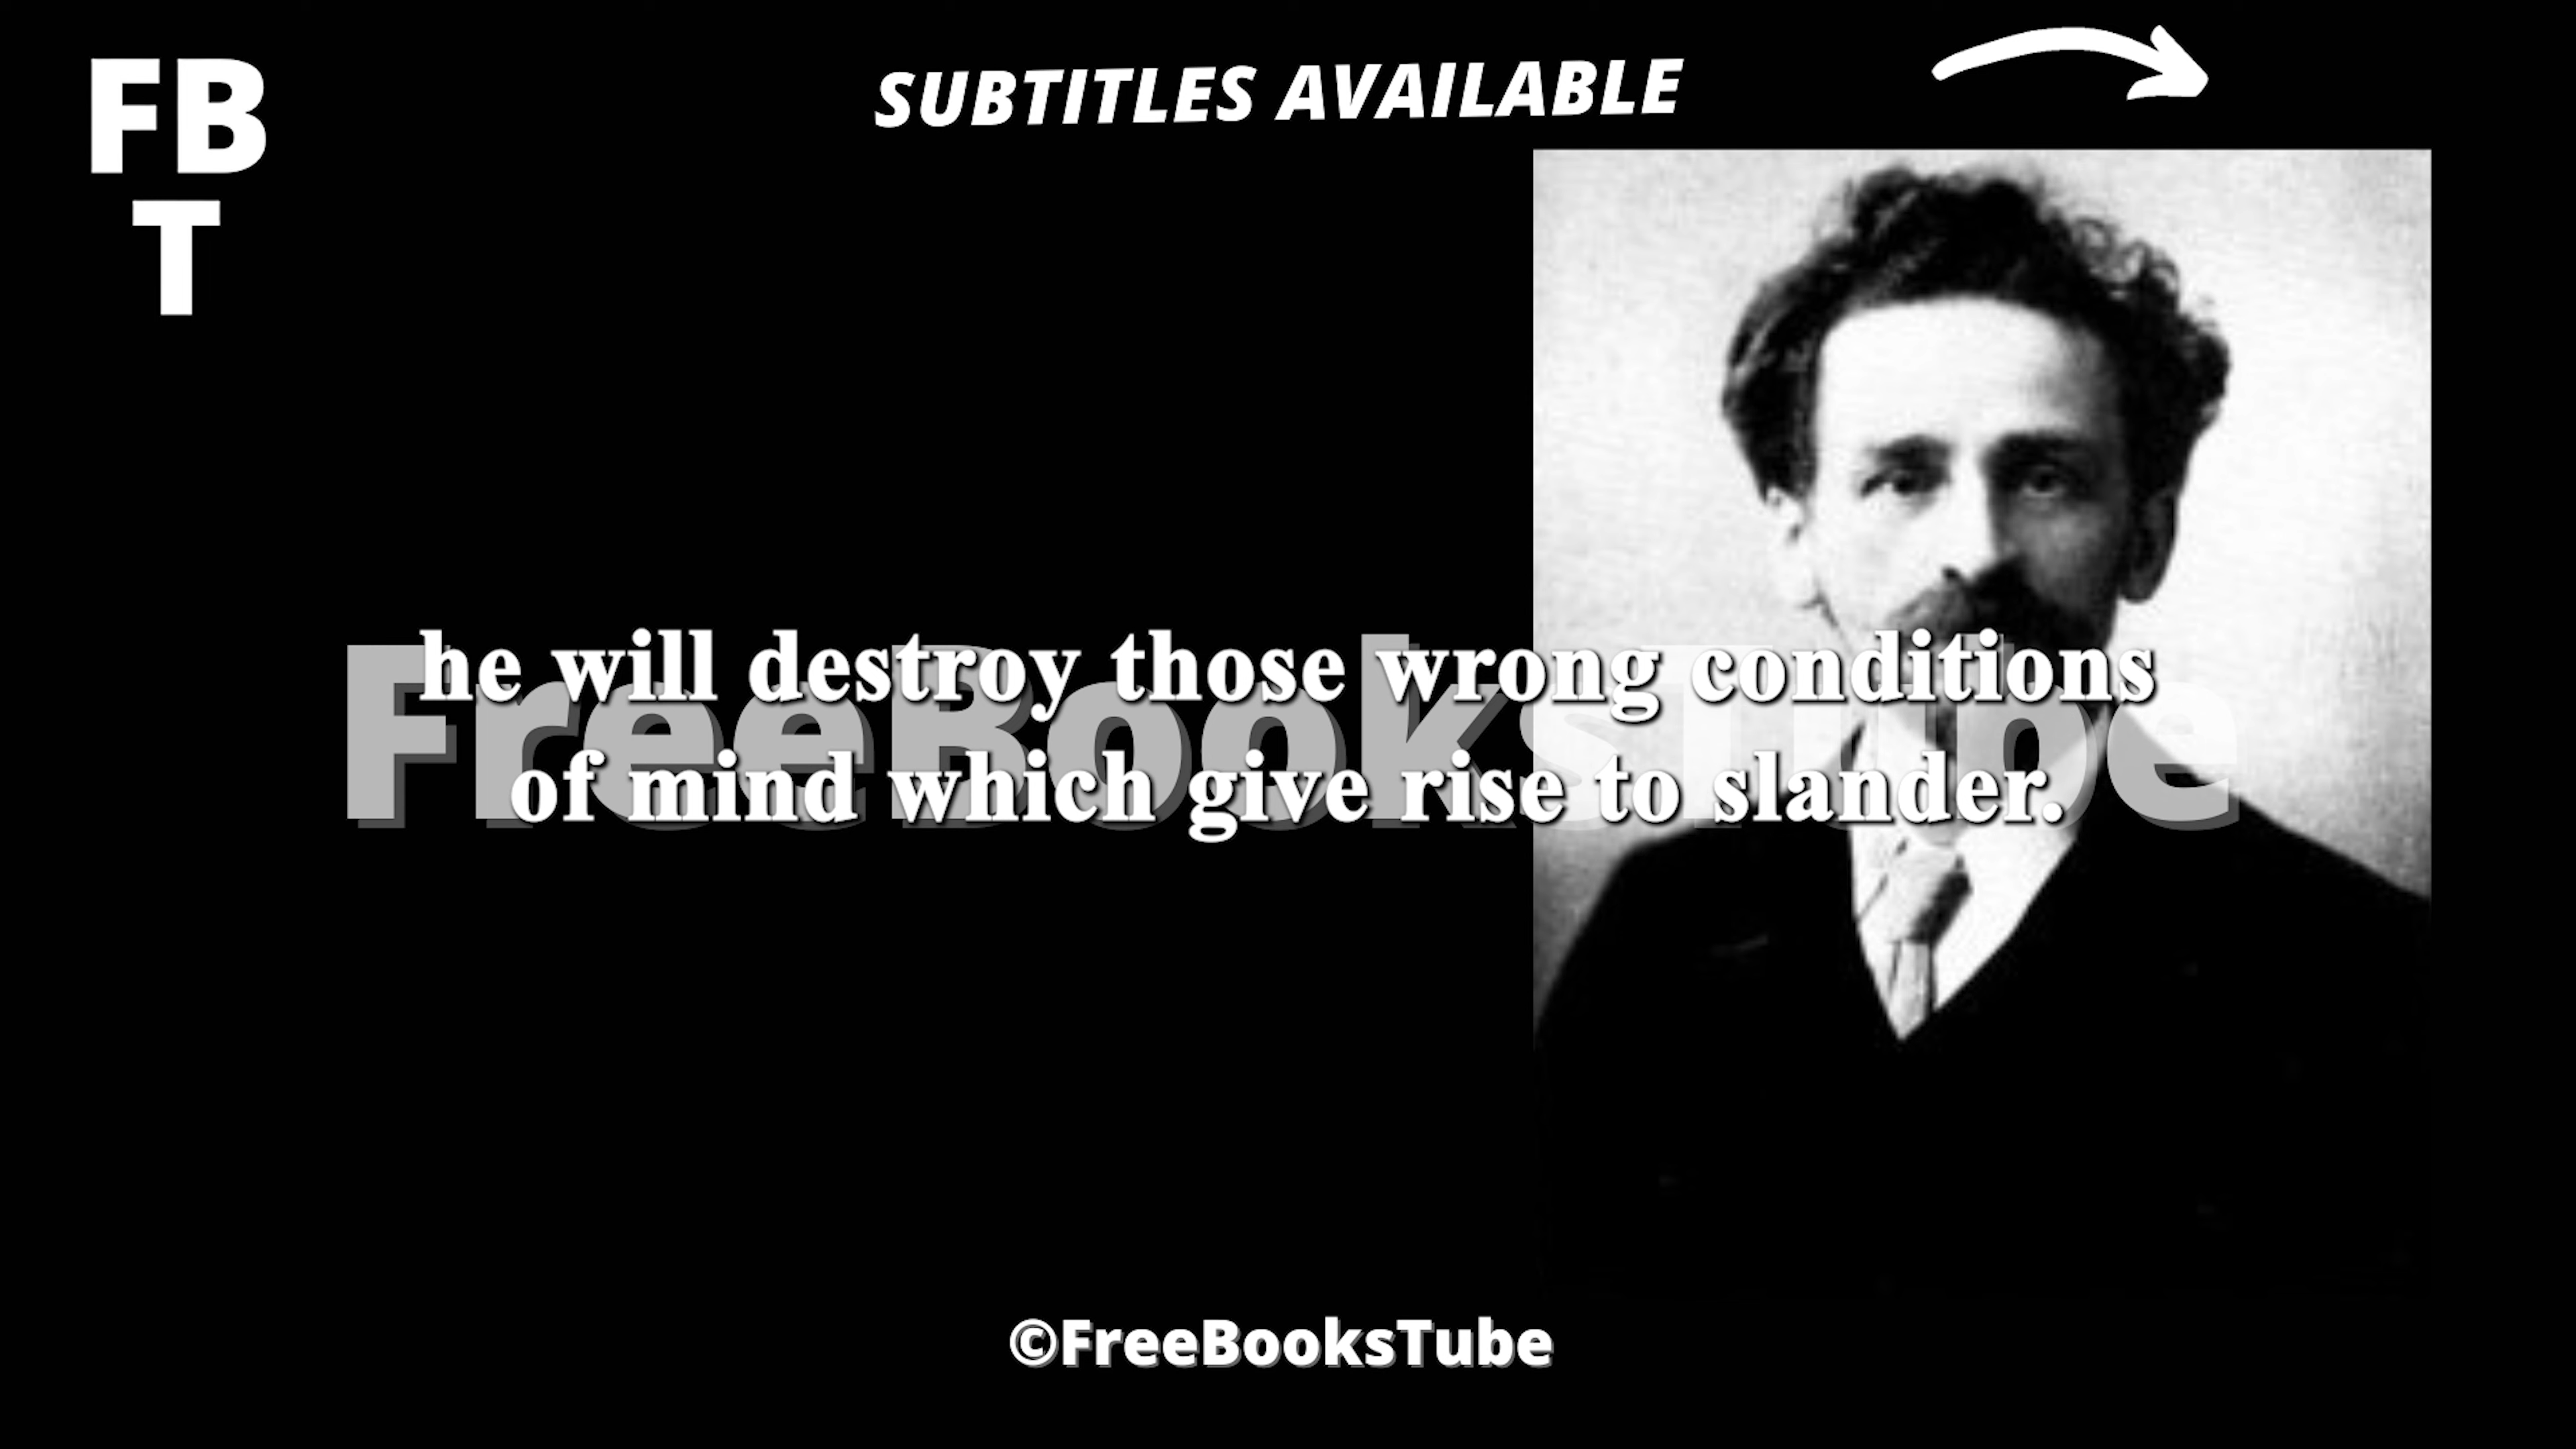 FB
T
SUBTITLES AVAILABLE
FreeBooksTube
he will destroy those wrong conditions
of mind which give rise to slander.
©FreeBooksTube